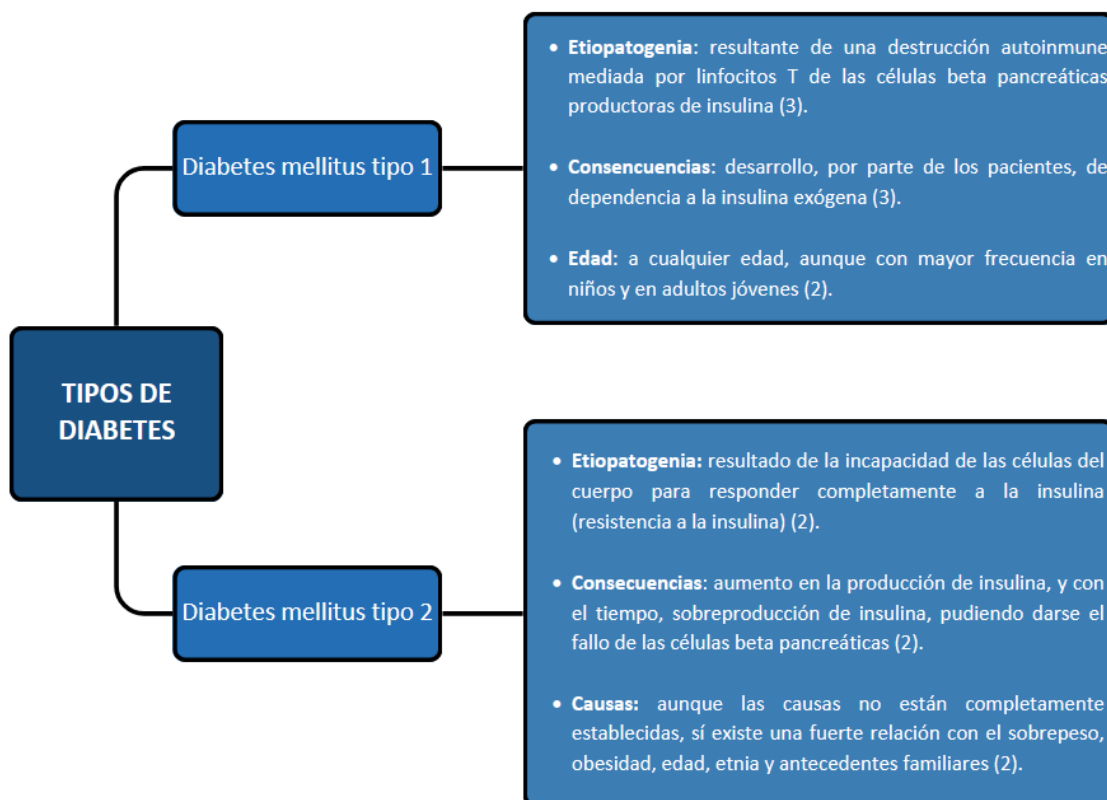 TIPOS DE
DIABETES
Diabetes mellitus tipo 1
• Etiopatogenia: resultante de una destrucción autoinmune
mediada por linfocitos T de las células beta pancreáticas
productoras de insulina (3).
• Consencuencias: desarrollo, por parte de los pacientes, de
dependencia a la insulina exógena (3).
• Edad: a cualquier edad, aunque con mayor frecuencia en
niños y en adultos jóvenes (2).
Diabetes mellitus tipo 2
• Etiopatogenia: resultado de la incapacidad de las células del
cuerpo para responder completamente a la insulina
(resistencia a la insulina) (2).
• Consecuencias: aumento en la producción de insulina, y con
el tiempo, sobreproducción de insulina, pudiendo darse el
fallo de las células beta pancreáticas (2).
• Causas: aunque las causas no están completamente
establecidas, sí existe una fuerte relación con el sobrepeso,
obesidad, edad, etnia y antecedentes familiares (2).